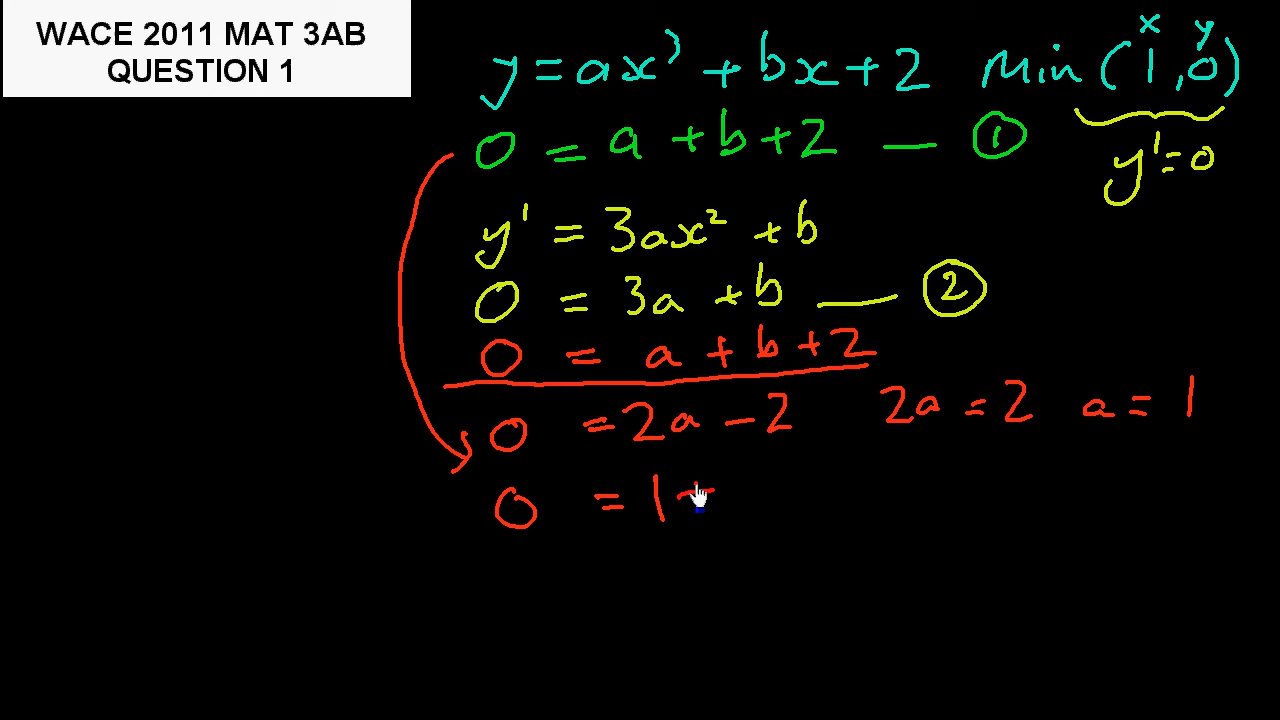 WACE 2011 MAT 3AB
QUESTION 1
x y
y = ax³ + bx + 2 Min (1, 0)
0 = a + b + 2 — ①
y' = 0
y' = 3ax² + b
0 = 3a + b — ②
0 = a + b + 2
0 = 2a - 2 2a = 2 a = 1
0 = 1 +